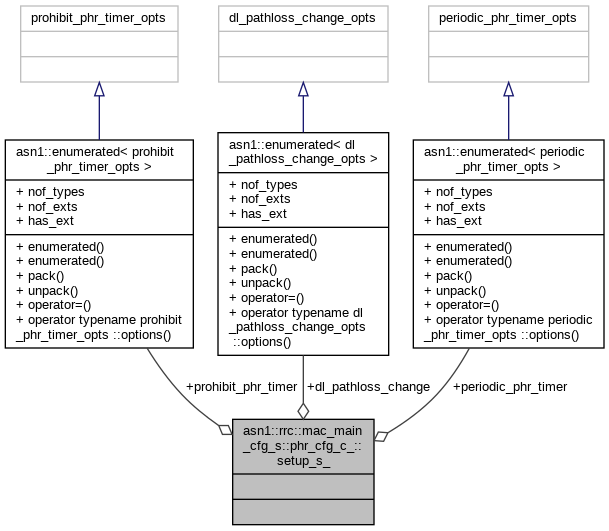 prohibit_phr_timer_opts
dl_pathloss_change_opts
periodic_phr_timer_opts
asn1::enumerated< prohibit
_phr_timer_opts >
+ nof_types
+ nof_exts
+ has_ext
+ enumerated()
+ enumerated()
+ pack()
+ unpack()
+ operator=()
+ operator typename prohibit
_phr_timer_opts ::options()
asn1::enumerated< dl
_pathloss_change_opts >
+ nof_types
+ nof_exts
+ has_ext
+ enumerated()
+ enumerated()
+ pack()
+ unpack()
+ operator=()
+ operator typename dl
_pathloss_change_opts
::options()
asn1::enumerated< periodic
_phr_timer_opts >
+ nof_types
+ nof_exts
+ has_ext
+ enumerated()
+ enumerated()
+ pack()
+ unpack()
+ operator=()
+ operator typename periodic
_phr_timer_opts ::options()
+prohibit_phr_timer
+dl_pathloss_change
+periodic_phr_timer
asn1::rrc::mac_main
_cfg_s::phr_cfg_c_::
setup_s_